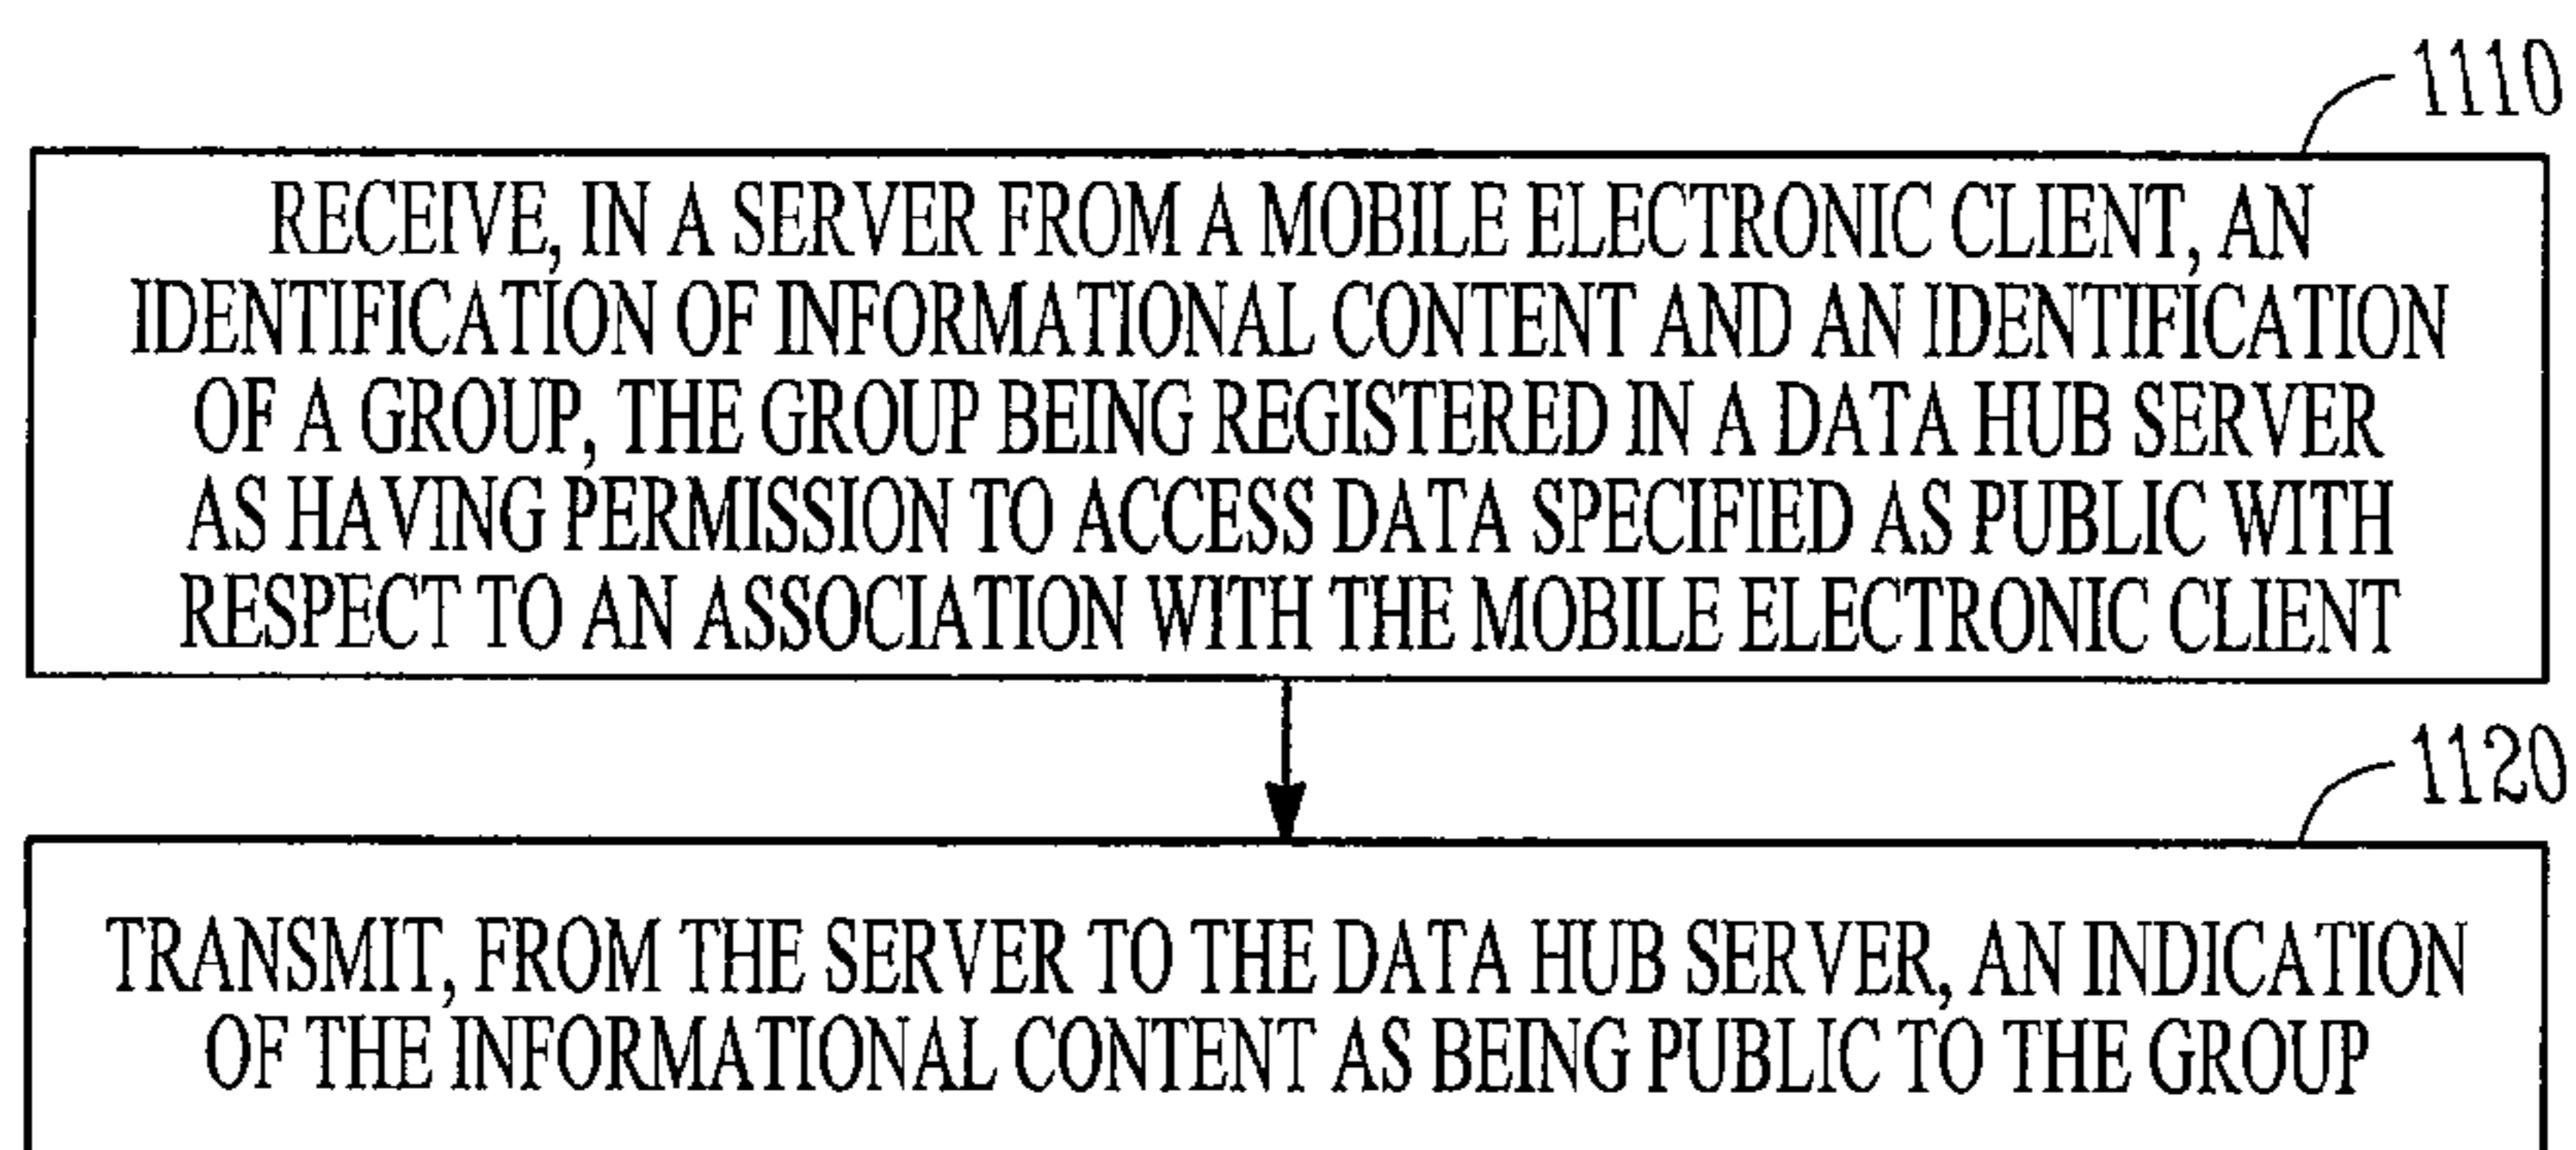 1110
RECEIVE, IN A SERVER FROM A MOBILE ELECTRONIC CLIENT, AN
IDENTIFICATION OF INFORMATIONAL CONTENT AND AN IDENTIFICATION
OF A GROUP, THE GROUP BEING REGISTERED IN A DATA HUB SERVER
AS HAVING PERMISSION TO ACCESS DATA SPECIFIED AS PUBLIC WITH
RESPECT TO AN ASSOCIATION WITH THE MOBILE ELECTRONIC CLIENT
1120
TRANSMIT, FROM THE SERVER TO THE DATA HUB SERVER, AN INDICATION
OF THE INFORMATIONAL CONTENT AS BEING PUBLIC TO THE GROUP